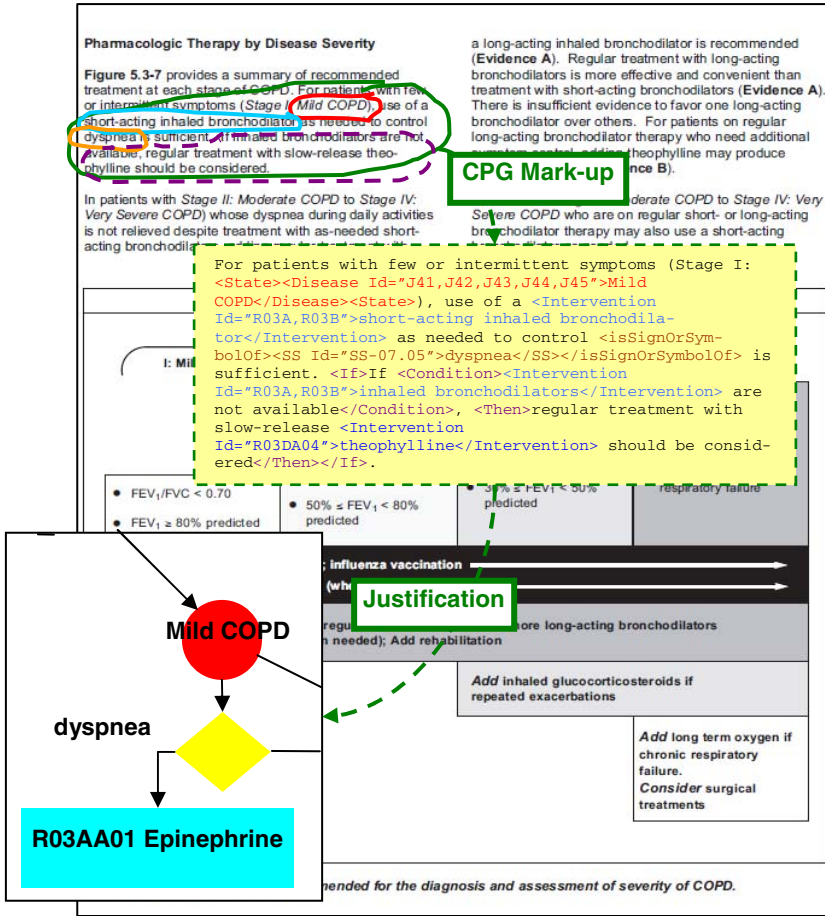 Pharmacologic Therapy by Disease Severity
Figure 5.3-7 provides a summary of recommended
treatment at each stage of COPD. For patients with few
or intermittent symptoms (Stage I: Mild COPD), use of a
short-acting inhaled bronchodilator as needed to control
dyspnea is sufficient. If inhaled bronchodilators are not
available, regular treatment with slow-release theo-
phylline should be considered.
In patients with Stage II: Moderate COPD to Stage IV:
Very Severe COPD) whose dyspnea during daily activities
is not relieved despite treatment with as-needed short-
acting
a long-acting inhaled bronchodilator is recommended
(Evidence A). Regular treatment with long-acting
bronchodilators is more effective and convenient than
treatment with short-acting bronchodilators (Evidence A).
There is insufficient evidence to favor one long-acting
bronchodilator over others. For patients on regular
long-acting bronchodilator therapy who need additional
theophylline may produce
nce B).
derate COPD to Stage IV: Very
Severe COPD who are on regular short- or long-acting
bronchodilator therapy may also use a short-acting
CPG Mark-up
For patients with few or intermittent symptoms (Stage I:
<State><Disease Id="J41,J42,J43,J44,J45">Mild
COPD</Disease><State>), use of a <Intervention
Id="R03A,R03B">short-acting inhaled bronchodila-
tor</Intervention> as needed to control <isSignOrSym-
bolOf><SS Id="SS-07.05">dyspnea</SS></isSignOrSymbolOf> is
sufficient. <If>If <Condition><Intervention
Id="R03A,R03B">inhaled bronchodilators</Intervention> are
not available</Condition>, <Then>regular treatment with
slow-release <Intervention
Id="R03DA04">theophylline</Intervention> should be consid-
ered</Then></If>.
I: Mil
• FEV1/FVC < 0.70
• FEV1 ≥ 80% predicted
• 50% ≤ FEV1 < 80%
predicted
• 30% ≤ FEV1 < 50%
predicted
respiratory failure
; influenza vaccination
(whe
Justification
regu
more long-acting bronchodilators
n needed); Add rehabilitation
Add inhaled glucocorticosteroids if
repeated exacerbations
Add long term oxygen if
chronic respiratory
failure.
Consider surgical
treatments
Mild COPD
dyspnea
R03AA01 Epinephrine
mended for the diagnosis and assessment of severity of COPD.